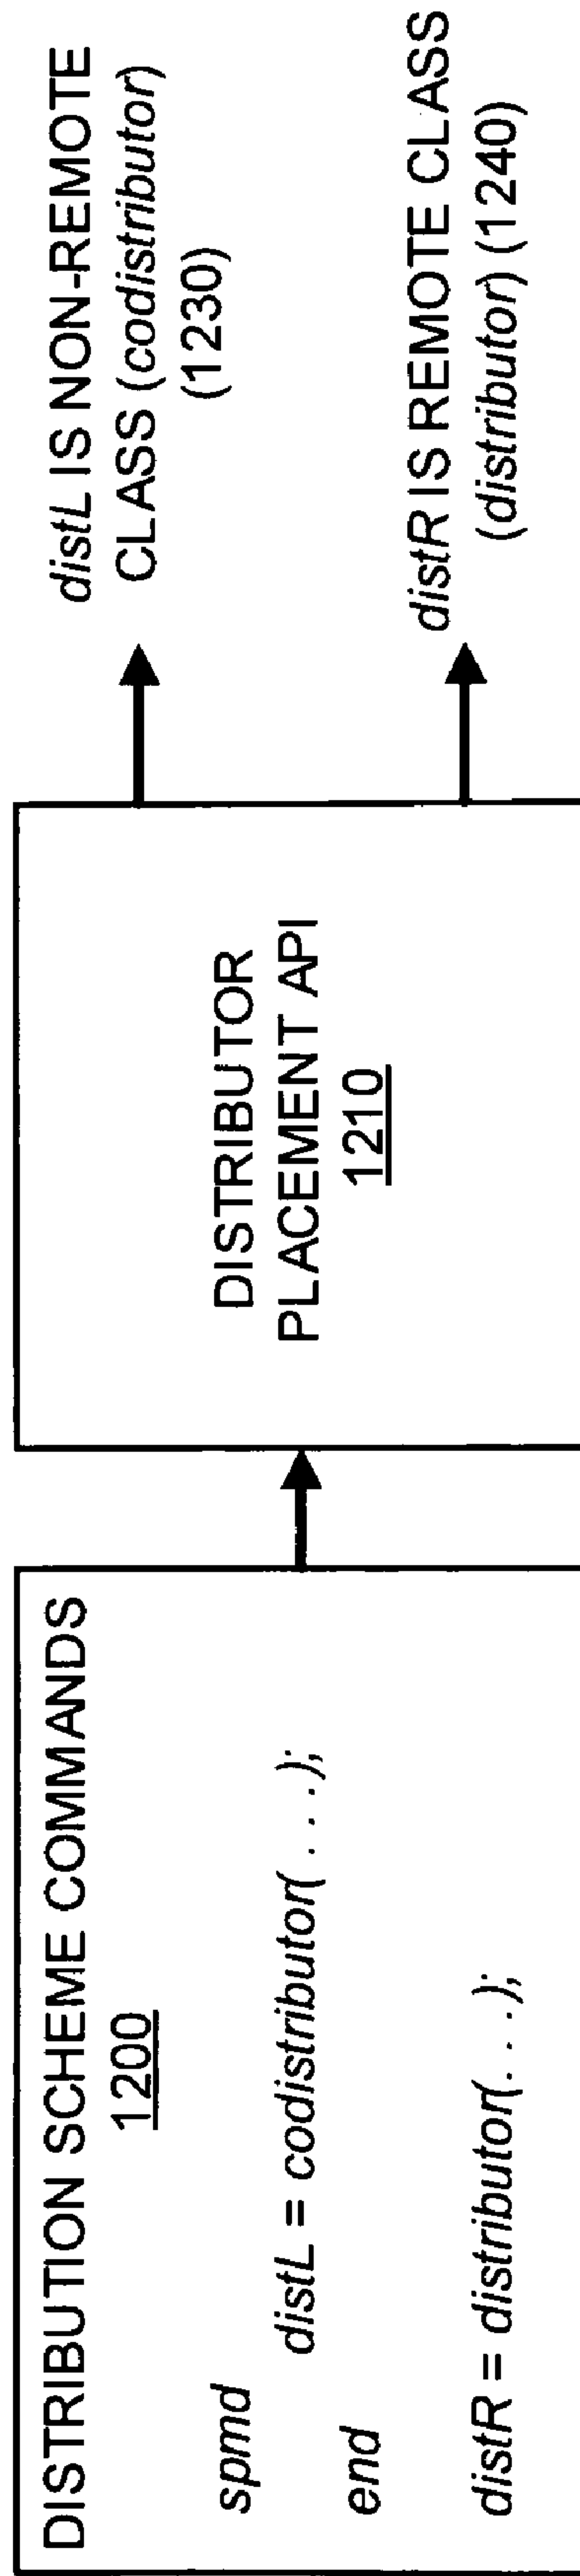 DISTRIBUTION SCHEME COMMANDS
1200
spmd
distL = codistributor( . . .);
end
distR = distributor(. . .);
DISTRIBUTOR
PLACEMENT API
1210
distL IS NON-REMOTE
CLASS (codistributor)
(1230)
distR IS REMOTE CLASS
(distributor) (1240)